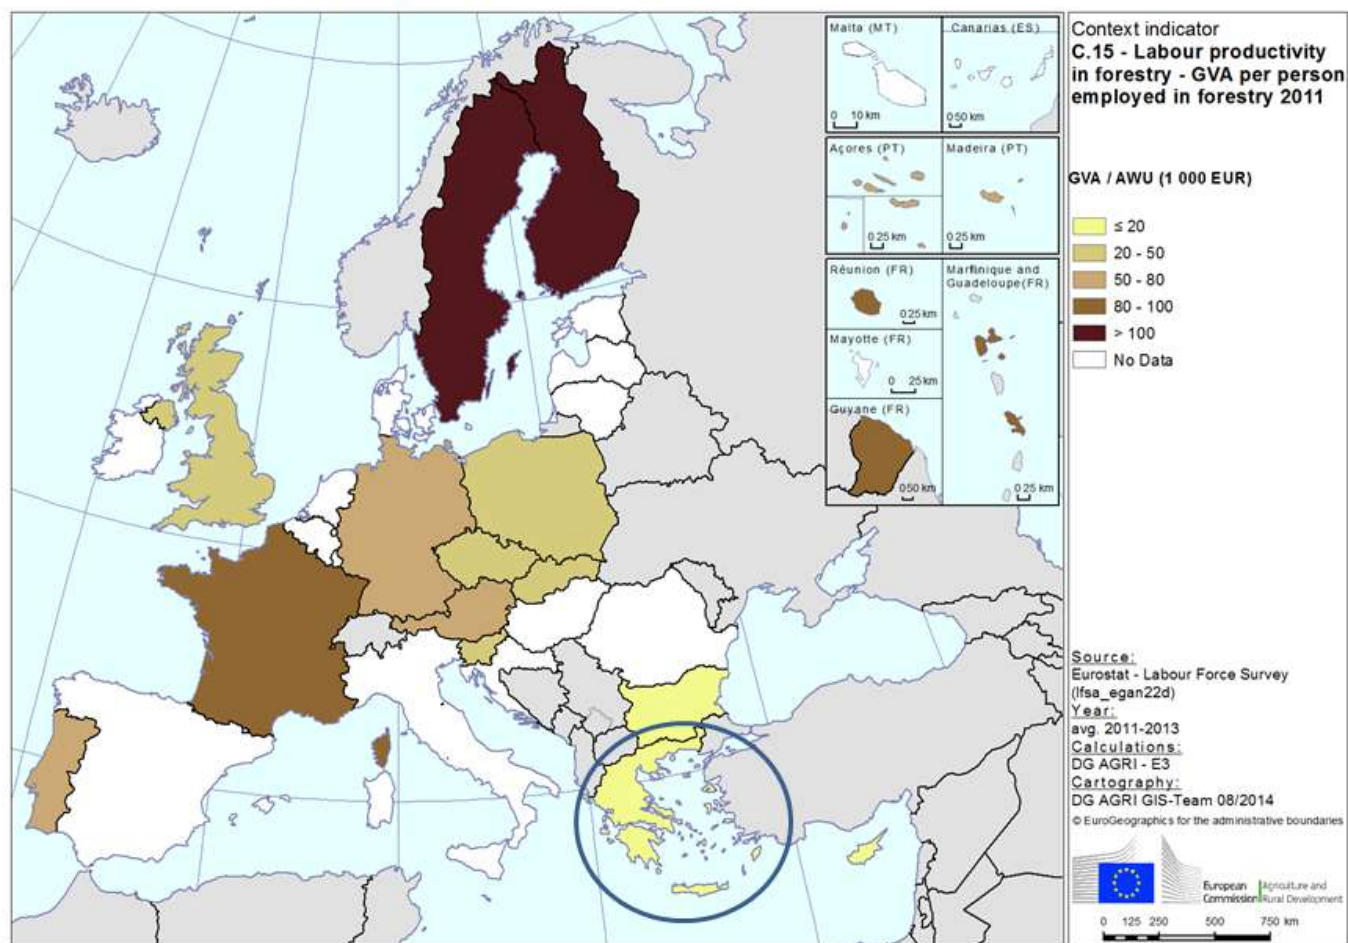 Malta (MT)
0 10 km
Canarias (ES)
0 50 km
Açores (PT)
0 25 km
Madeira (PT)
0 25 km
Réunion (FR)
0 25 km
Mayotte (FR)
0 25 km
Guyane (FR)
0 50 km
Martinique and
Guadeloupe(FR)
0 25 km
Context indicator
C.15 - Labour productivity
in forestry - GVA per person
employed in forestry 2011
GVA / AWU (1 000 EUR)
≤ 20
20 - 50
50 - 80
80 - 100
> 100
No Data
Source:
Eurostat - Labour Force Survey
(lfsa_egan22d)
Year:
avg. 2011-2013
Calculations:
DG AGRI - E3
Cartography:
DG AGRI GIS-Team 08/2014
© EuroGeographics for the administrative boundaries
European
Commission
Agriculture and
Rural Development
0 125 250 500 750 km